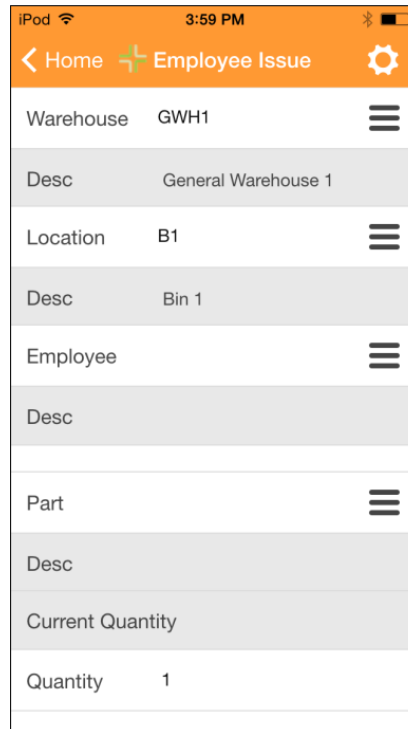 iPod 3:59 PM
Home Employee Issue
Warehouse GWH1
Desc General Warehouse 1
Location B1
Desc Bin 1
Employee
Desc
Part
Desc
Current Quantity
Quantity 1